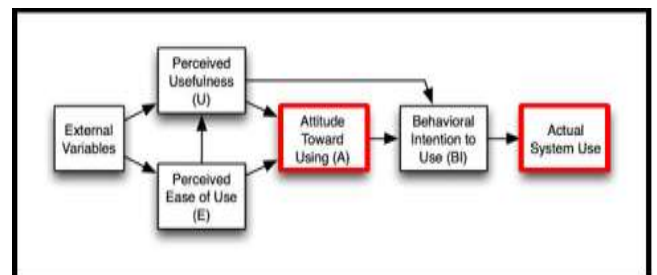 External
Variables
Perceived
Usefulness
(U)
Perceived
Ease of Use
(E)
Attitude
Toward
Using (A)
Behavioral
Intention to
Use (BI)
Actual
System Use